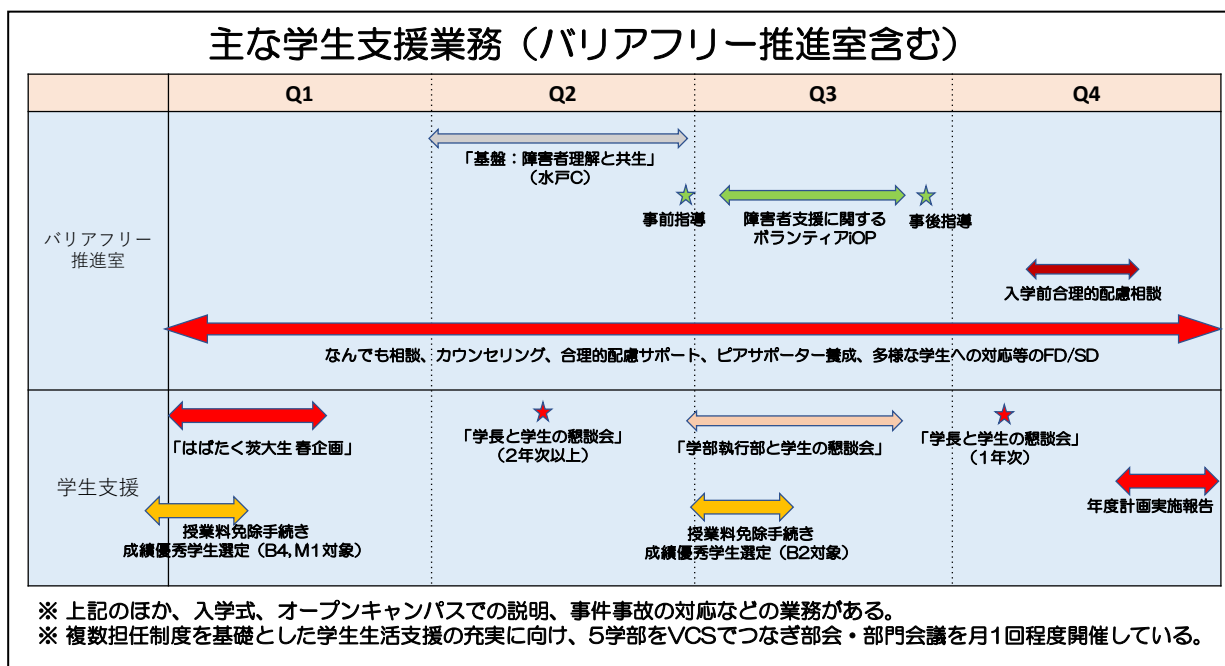 主な学生支援業務（バリアフリー推進室含む）
Q1 Q2 Q3 Q4
バリアフリー
推進室
「基盤：障害者理解と共生」
（水戸C）
事前指導
障害者支援に関する
ボランティアiOP
事後指導
入学前合理的配慮相談
なんでも相談、カウンセリング、合理的配慮サポート、ピアサポーター養成、多様な学生への対応等のFD/SD
学生支援
「はばたく茨大生 春企画」
「学長と学生の懇談会」
（2年次以上）
「学部執行部と学生の懇談会」
「学長と学生の懇談会」
（1年次）
年度計画実施報告
授業料免除手続き
成績優秀学生選定（B4, M1対象）
授業料免除手続き
成績優秀学生選定（B2対象）
※ 上記のほか、入学式、オープンキャンパスでの説明、事件事故の対応などの業務がある。
※ 複数担任制度を基礎とした学生生活支援の充実に向け、5学部をVCSでつなぎ部会・部門会議を月1回程度開催している。